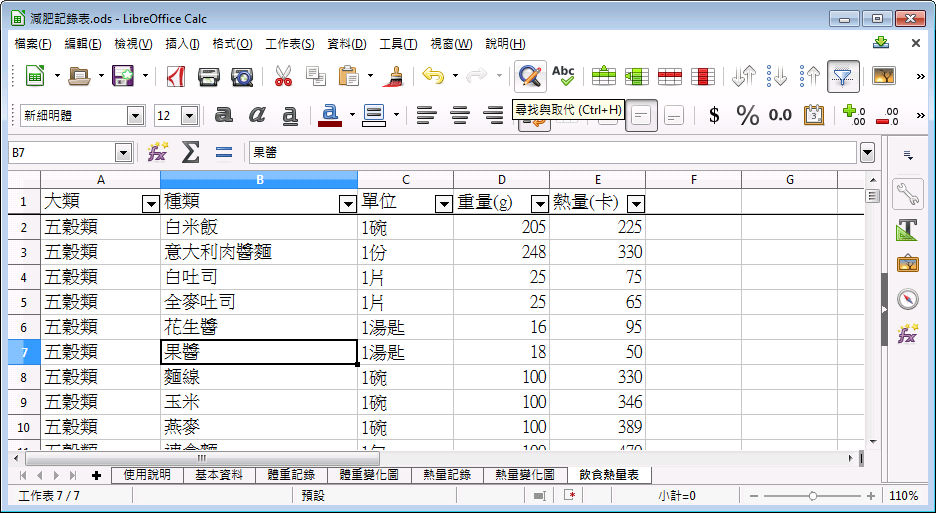 減肥記錄表.ods - LibreOffice Calc
檔案(F) 編輯(E) 檢視(V) 插入(I) 格式(O) 工作表(S) 資料(D) 工具(T) 視窗(W) 說明(H)
Abc
尋找與取代 (Ctrl+H)
新細明體 12 a a a a $ % 0.0 .00 .00
B7 fx Σ = 果醬
A B C D E F G
1 大類 種類 單位 重量(g) 熱量(卡)
2 五穀類 白米飯 1碗 205 225
3 五穀類 意大利肉醬麵 1份 248 330
4 五穀類 白吐司 1片 25 75
5 五穀類 全麥吐司 1片 25 65
6 五穀類 花生醬 1湯匙 16 95
7 五穀類 果醬 1湯匙 18 50
8 五穀類 麵線 1碗 100 330
9 五穀類 玉米 1碗 100 346
10 五穀類 燕麥 1碗 100 389
使用說明 基本資料 體重記錄 體重變化圖 熱量記錄 熱量變化圖 飲食熱量表
工作表 7 / 7 預設 小計=0 110%